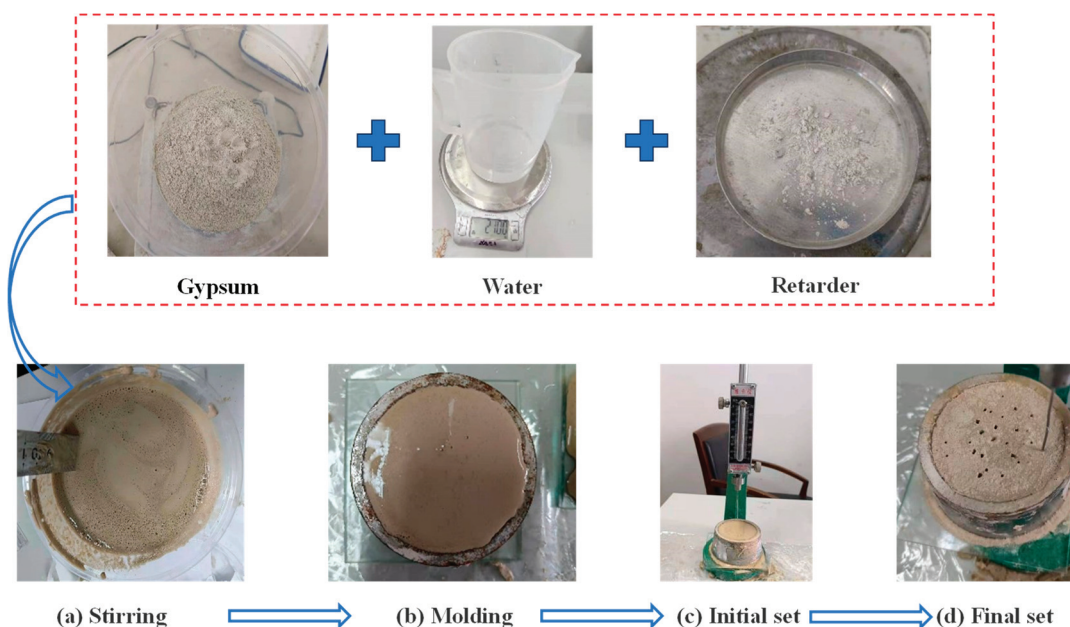 Gypsum
Water
Retarder
(a) Stirring
(b) Molding
(c) Initial set
(d) Final set